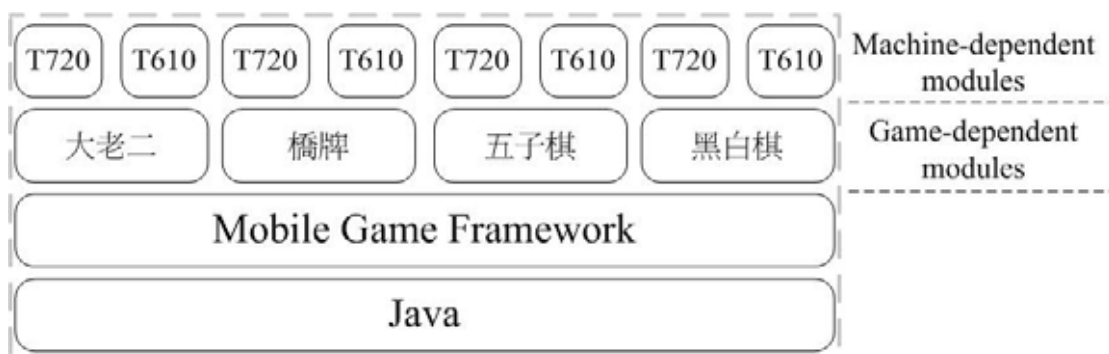 T720 T610 T720 T610 T720 T610 T720 T610
Machine-dependent
modules
大老二 橋牌 五子棋 黑白棋
Game-dependent
modules
Mobile Game Framework
Java